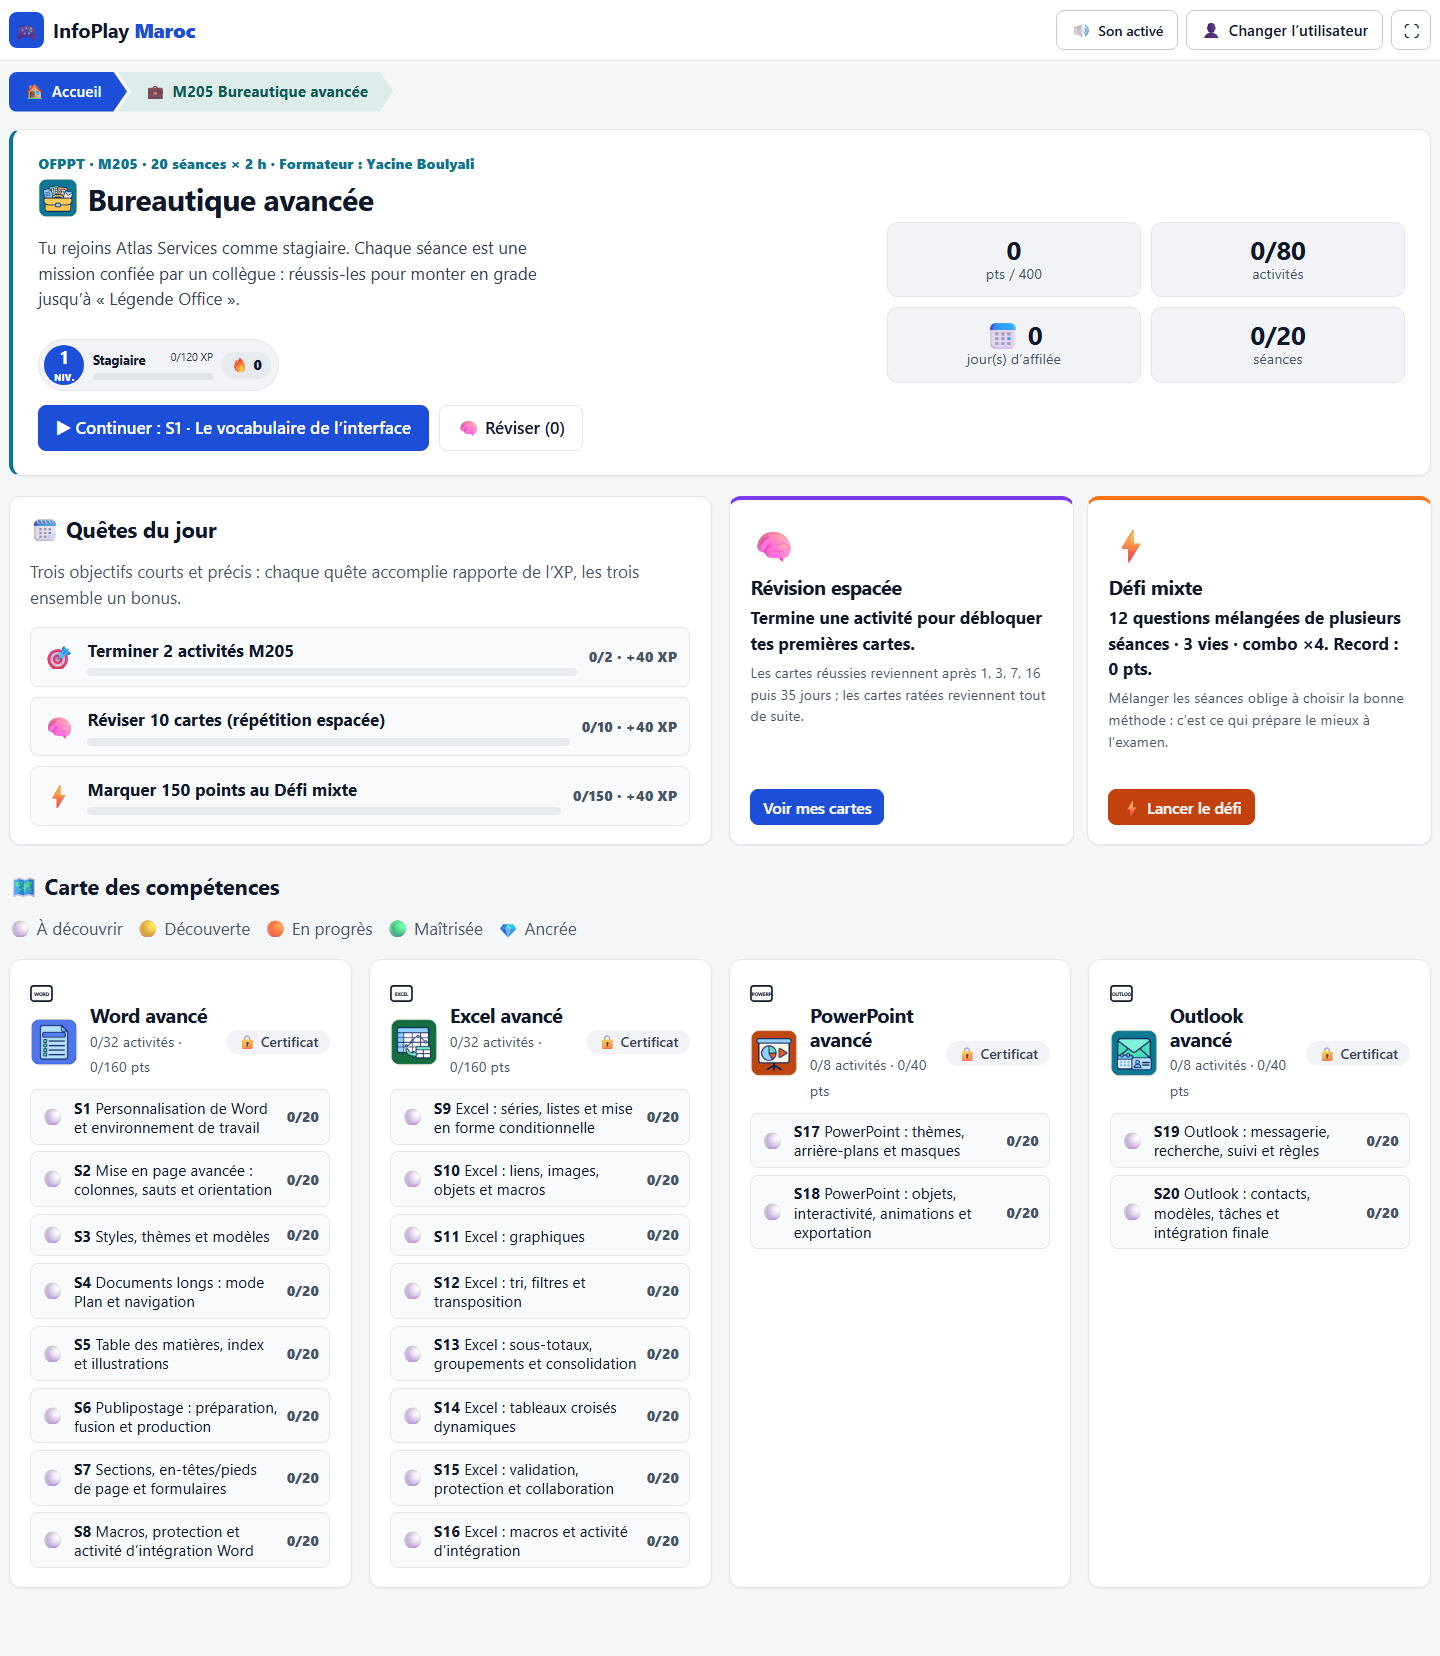 InfoPlay Maroc
Son activé
Changer l’utilisateur
Accueil
M205 Bureautique avancée
OFPPT · M205 · 20 séances × 2 h · Formateur : Yacine Boulyali
Bureautique avancée
Tu rejoins Atlas Services comme stagiaire. Chaque séance est une
mission confiée par un collègue : réussis-les pour monter en grade
jusqu’à « Légende Office ».
1
NIV.
Stagiaire
0/120 XP
0
▶ Continuer : S1 · Le vocabulaire de l’interface
Réviser (0)
0
pts / 400
0/80
activités
0
jour(s) d’affilée
0/20
séances
Quêtes du jour
Trois objectifs courts et précis : chaque quête accomplie rapporte de l’XP, les trois
ensemble un bonus.
Terminer 2 activités M205
0/2 · +40 XP
Réviser 10 cartes (répétition espacée)
0/10 · +40 XP
Marquer 150 points au Défi mixte
0/150 · +40 XP
Révision espacée
Termine une activité pour débloquer
tes premières cartes.
Les cartes réussies reviennent après 1, 3, 7, 16
puis 35 jours ; les cartes ratées reviennent tout
de suite.
Voir mes cartes
Défi mixte
12 questions mélangées de plusieurs
séances · 3 vies · combo ×4. Record :
0 pts.
Mélanger les séances oblige à choisir la bonne
méthode : c’est ce qui prépare le mieux à
l’examen.
Lancer le défi
Carte des compétences
À découvrir
Découverte
En progrès
Maîtrisée
Ancrée
WORD
Word avancé
0/32 activités ·
0/160 pts
Certificat
S1 Personnalisation de Word
et environnement de travail
0/20
S2 Mise en page avancée :
colonnes, sauts et orientation
0/20
S3 Styles, thèmes et modèles
0/20
S4 Documents longs : mode
Plan et navigation
0/20
S5 Table des matières, index
et illustrations
0/20
S6 Publipostage : préparation,
fusion et production
0/20
S7 Sections, en-têtes/pieds
de page et formulaires
0/20
S8 Macros, protection et
activité d’intégration Word
0/20
EXCEL
Excel avancé
0/32 activités ·
0/160 pts
Certificat
S9 Excel : séries, listes et mise
en forme conditionnelle
0/20
S10 Excel : liens, images,
objets et macros
0/20
S11 Excel : graphiques
0/20
S12 Excel : tri, filtres et
transposition
0/20
S13 Excel : sous-totaux,
groupements et consolidation
0/20
S14 Excel : tableaux croisés
dynamiques
0/20
S15 Excel : validation,
protection et collaboration
0/20
S16 Excel : macros et activité
d’intégration
0/20
PowerPoint
avancé
0/8 activités · 0/40
pts
Certificat
S17 PowerPoint : thèmes,
arrière-plans et masques
0/20
S18 PowerPoint : objets,
interactivité, animations et
exportation
0/20
Outlook
avancé
0/8 activités · 0/40
pts
Certificat
S19 Outlook : messagerie,
recherche, suivi et règles
0/20
S20 Outlook : contacts,
modèles, tâches et
intégration finale
0/20